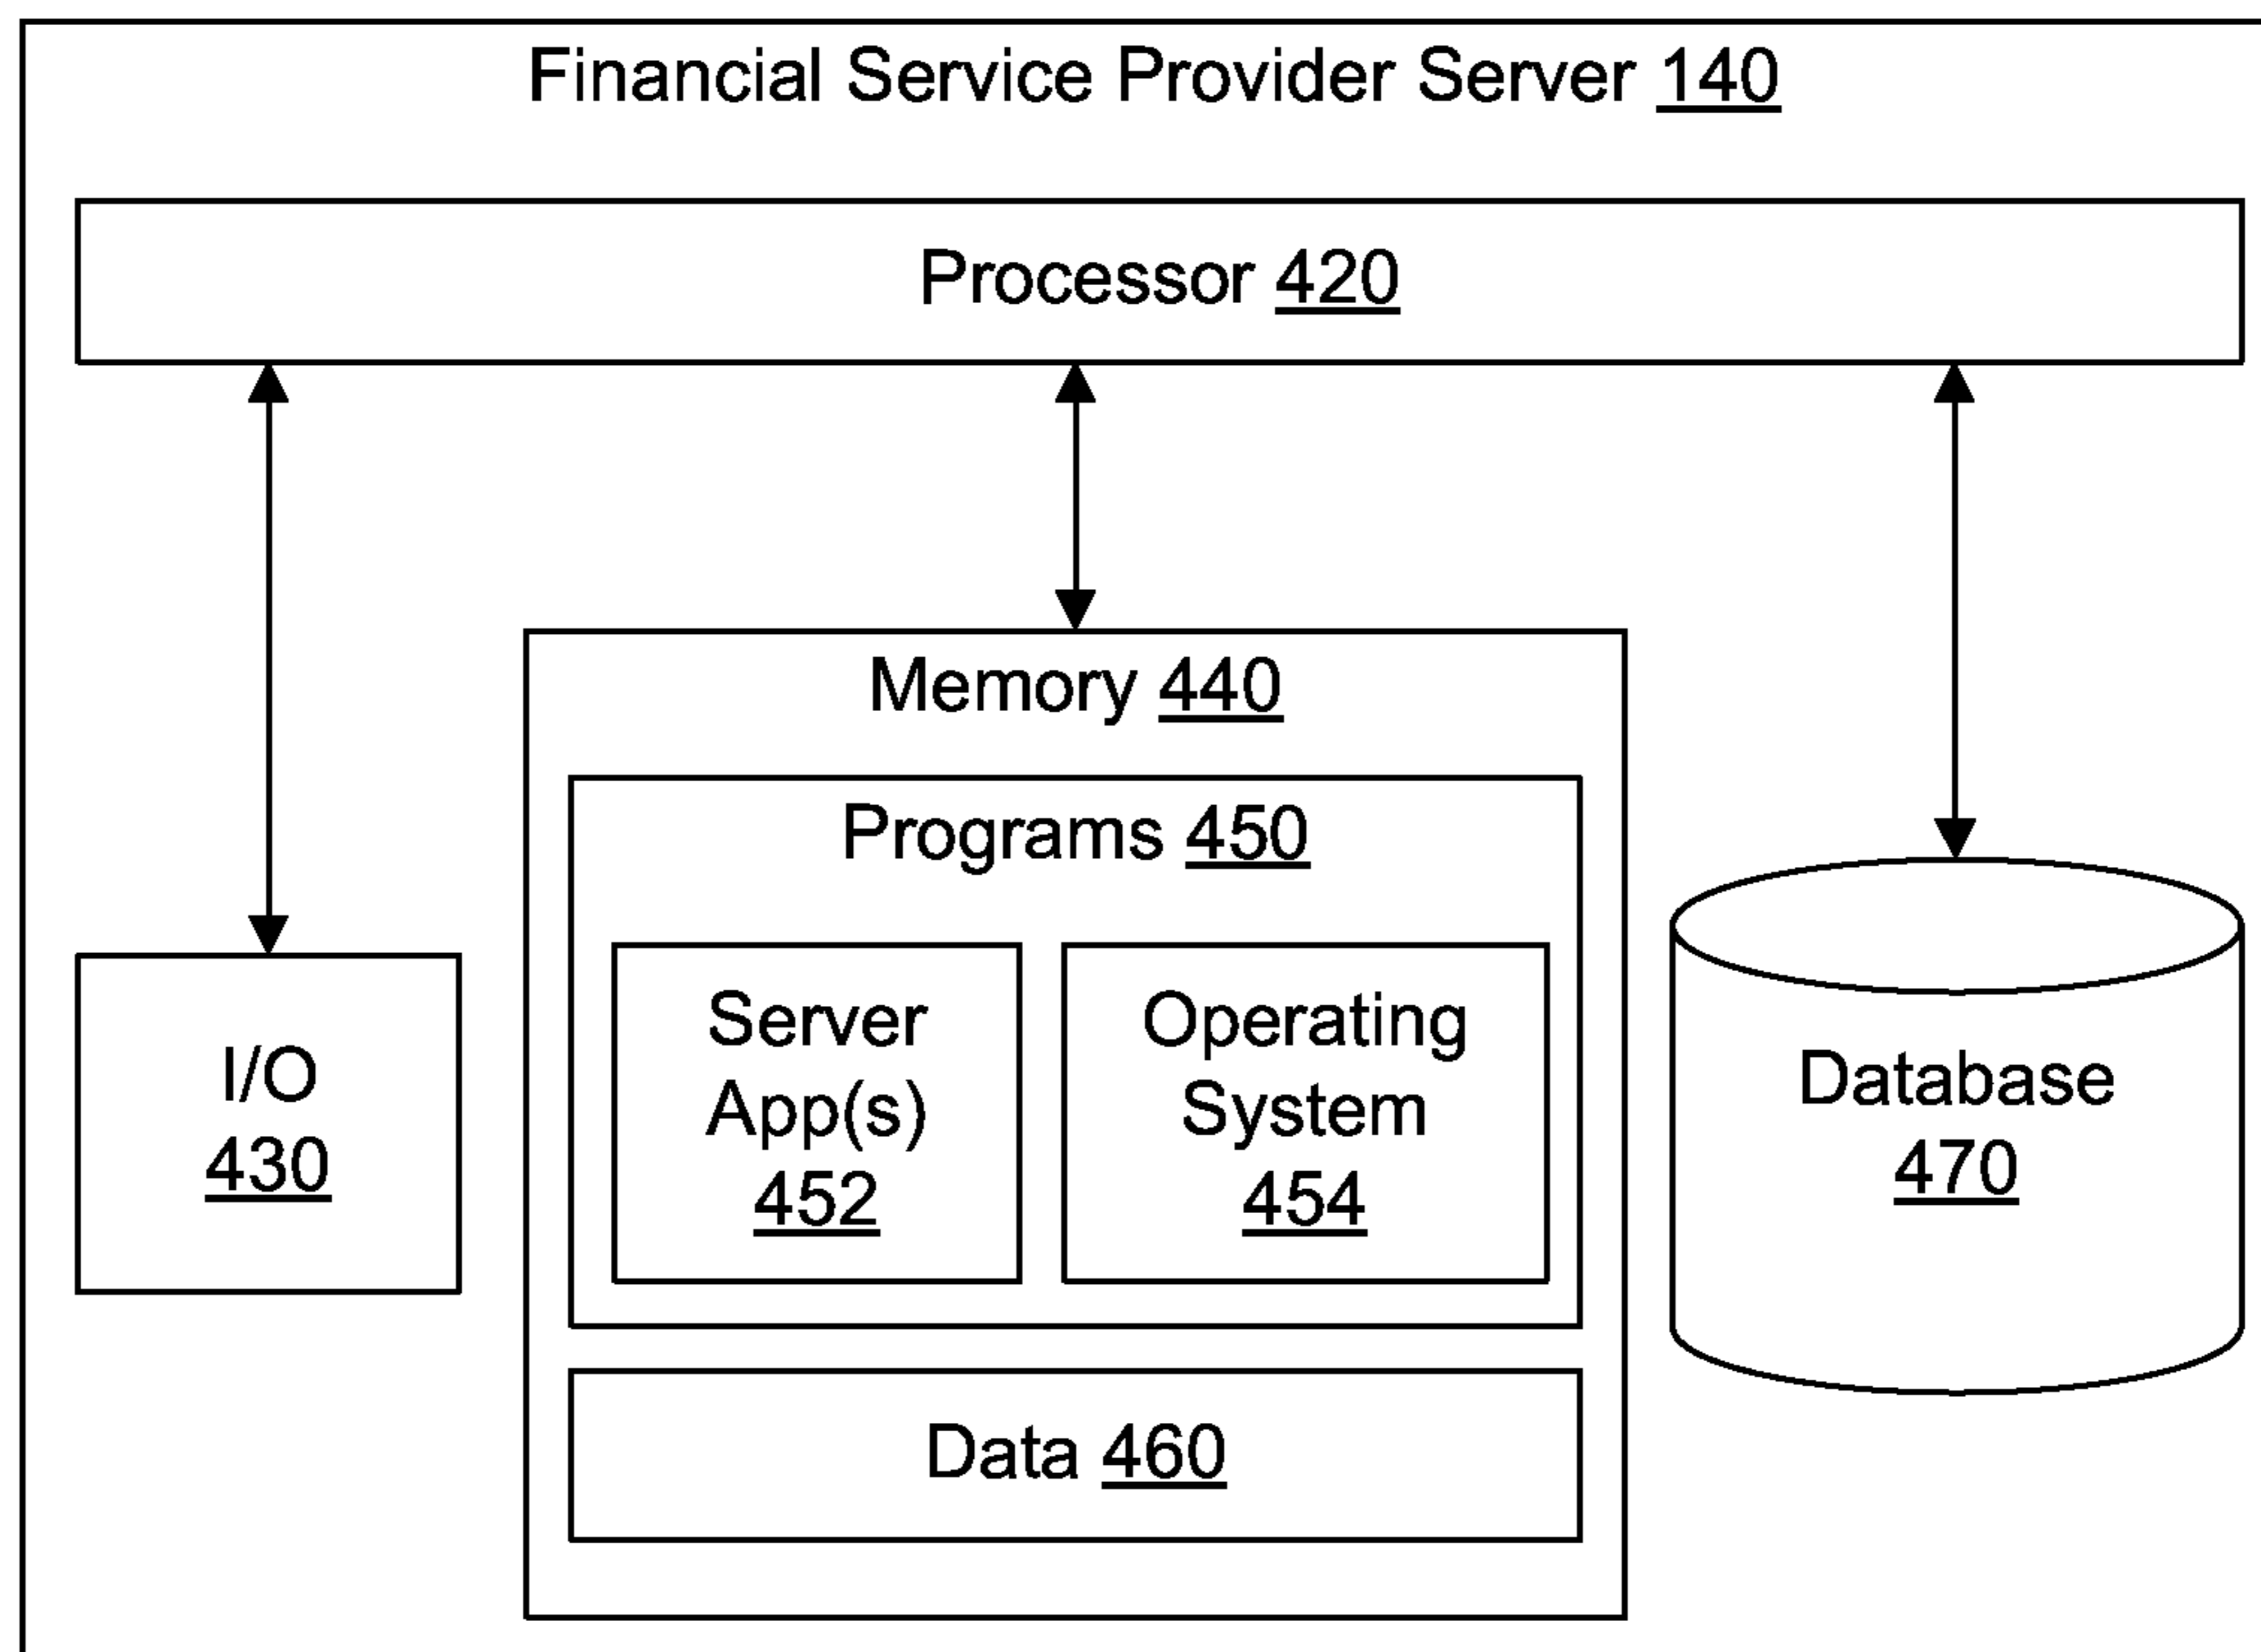 Financial Service Provider Server 140
Processor 420
Memory 440
Programs 450
Server
App(s)
452
Operating
System
454
Data 460
I/O
430
Database
470